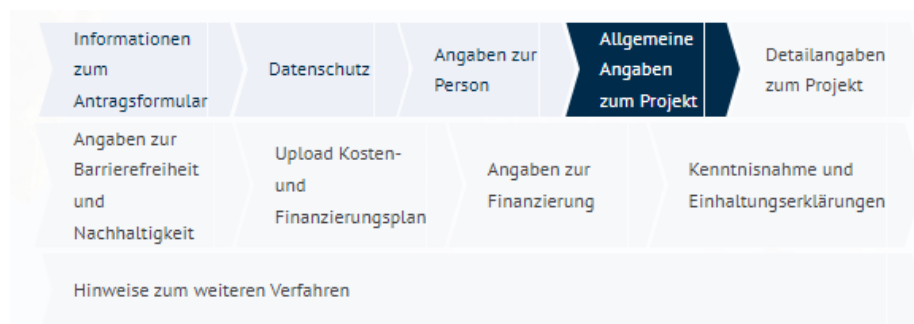 Informationen
zum
Antragsformular
Datenschutz
Angaben zur
Person
Allgemeine
Angaben
zum Projekt
Detailangaben
zum Projekt
Angaben zur
Barrierefreiheit
und
Nachhaltigkeit
Upload Kosten-
und
Finanzierungsplan
Angaben zur
Finanzierung
Kenntnisnahme und
Einhaltungserklärungen
Hinweise zum weiteren Verfahren